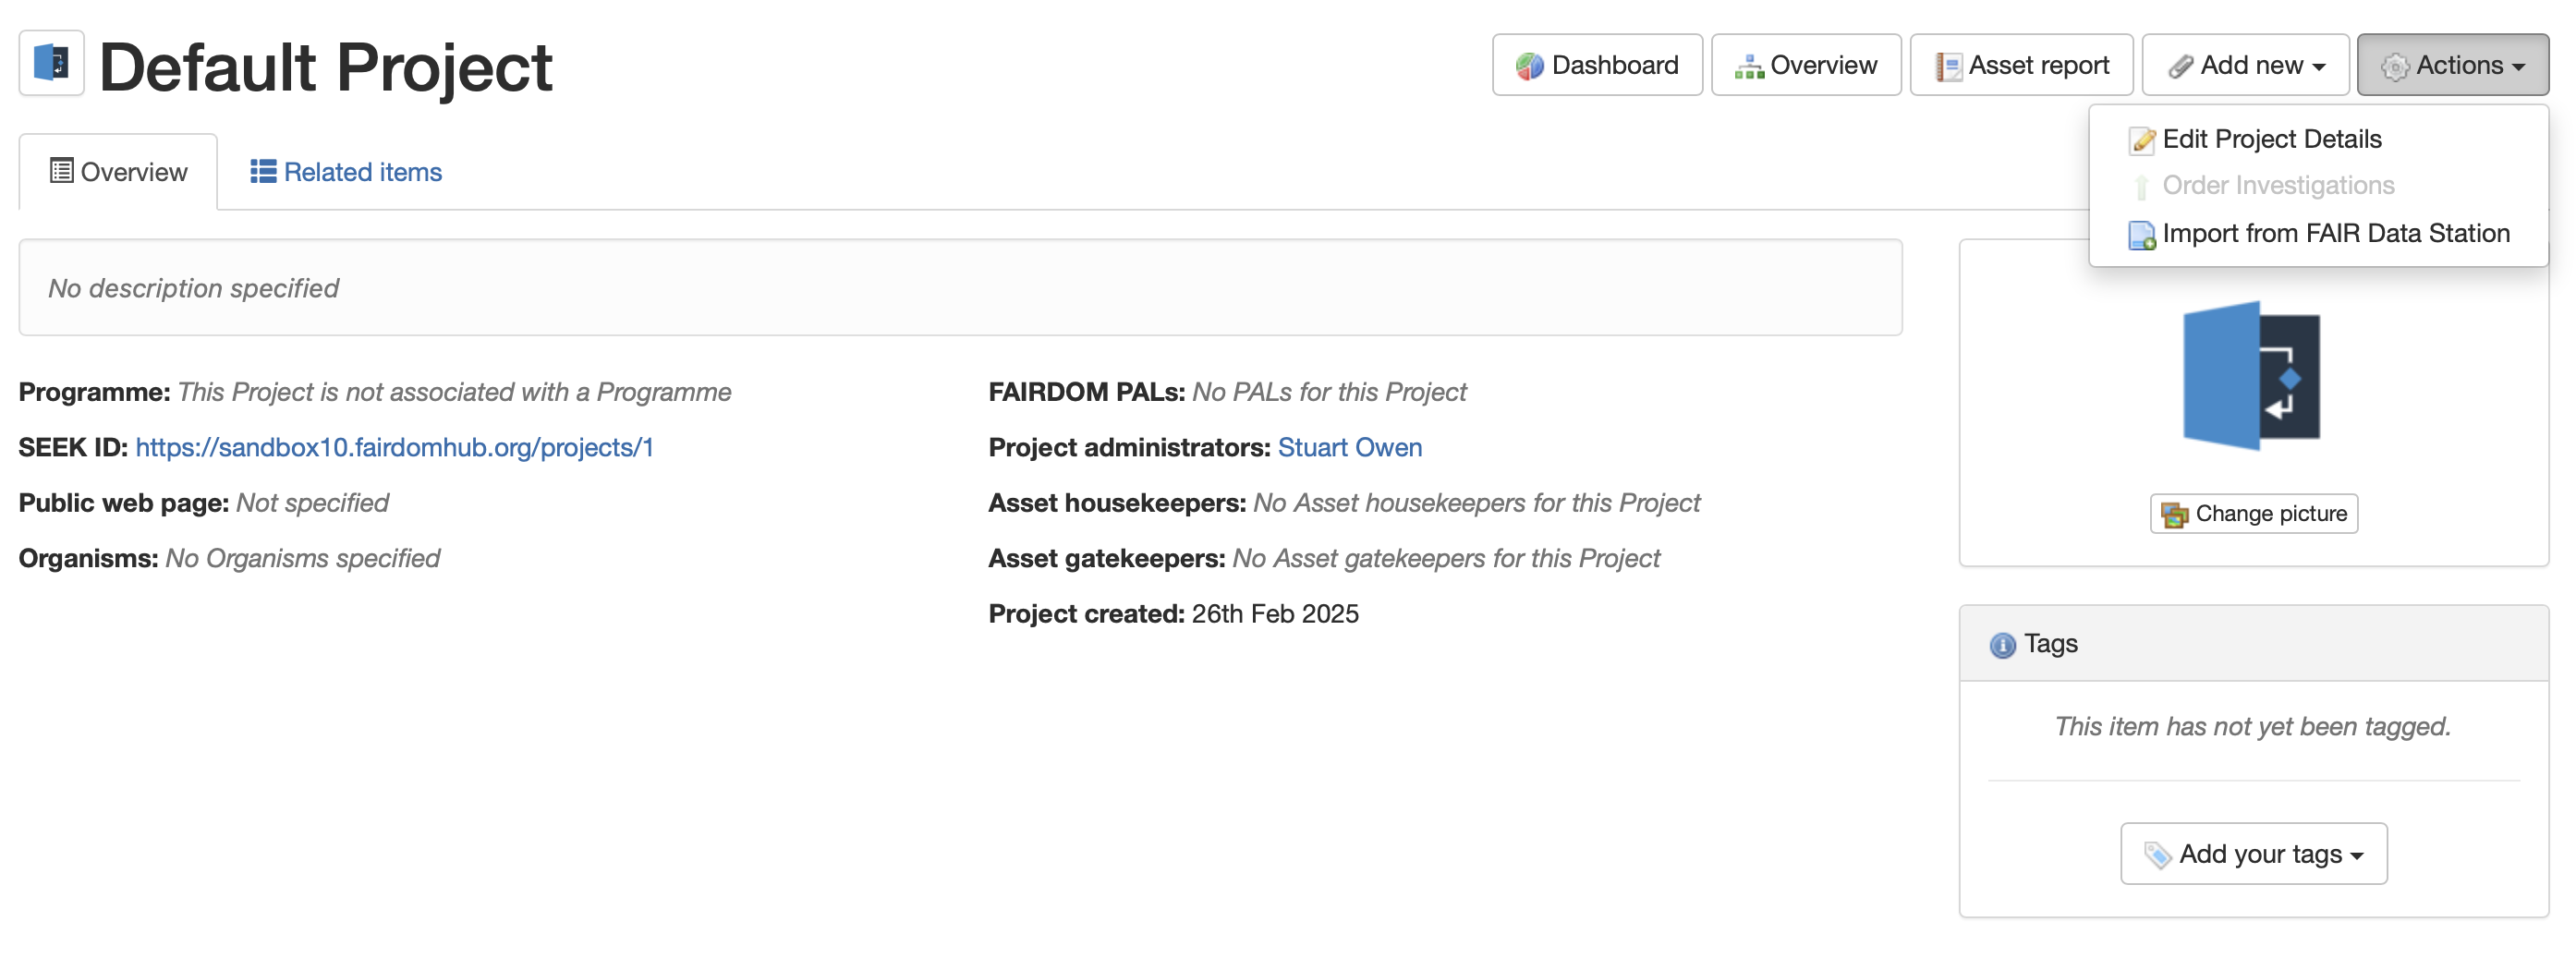 Default Project
Dashboard
Overview
Asset report
Add new
Actions
Edit Project Details
Order Investigations
Import from FAIR Data Station
Overview
Related items
No description specified
Programme: This Project is not associated with a Programme
SEEK ID: https://sandbox10.fairdomhub.org/projects/1
Public web page: Not specified
Organisms: No Organisms specified
FAIRDOM PALs: No PALs for this Project
Project administrators: Stuart Owen
Asset housekeepers: No Asset housekeepers for this Project
Asset gatekeepers: No Asset gatekeepers for this Project
Project created: 26th Feb 2025
Change picture
Tags
This item has not yet been tagged.
Add your tags